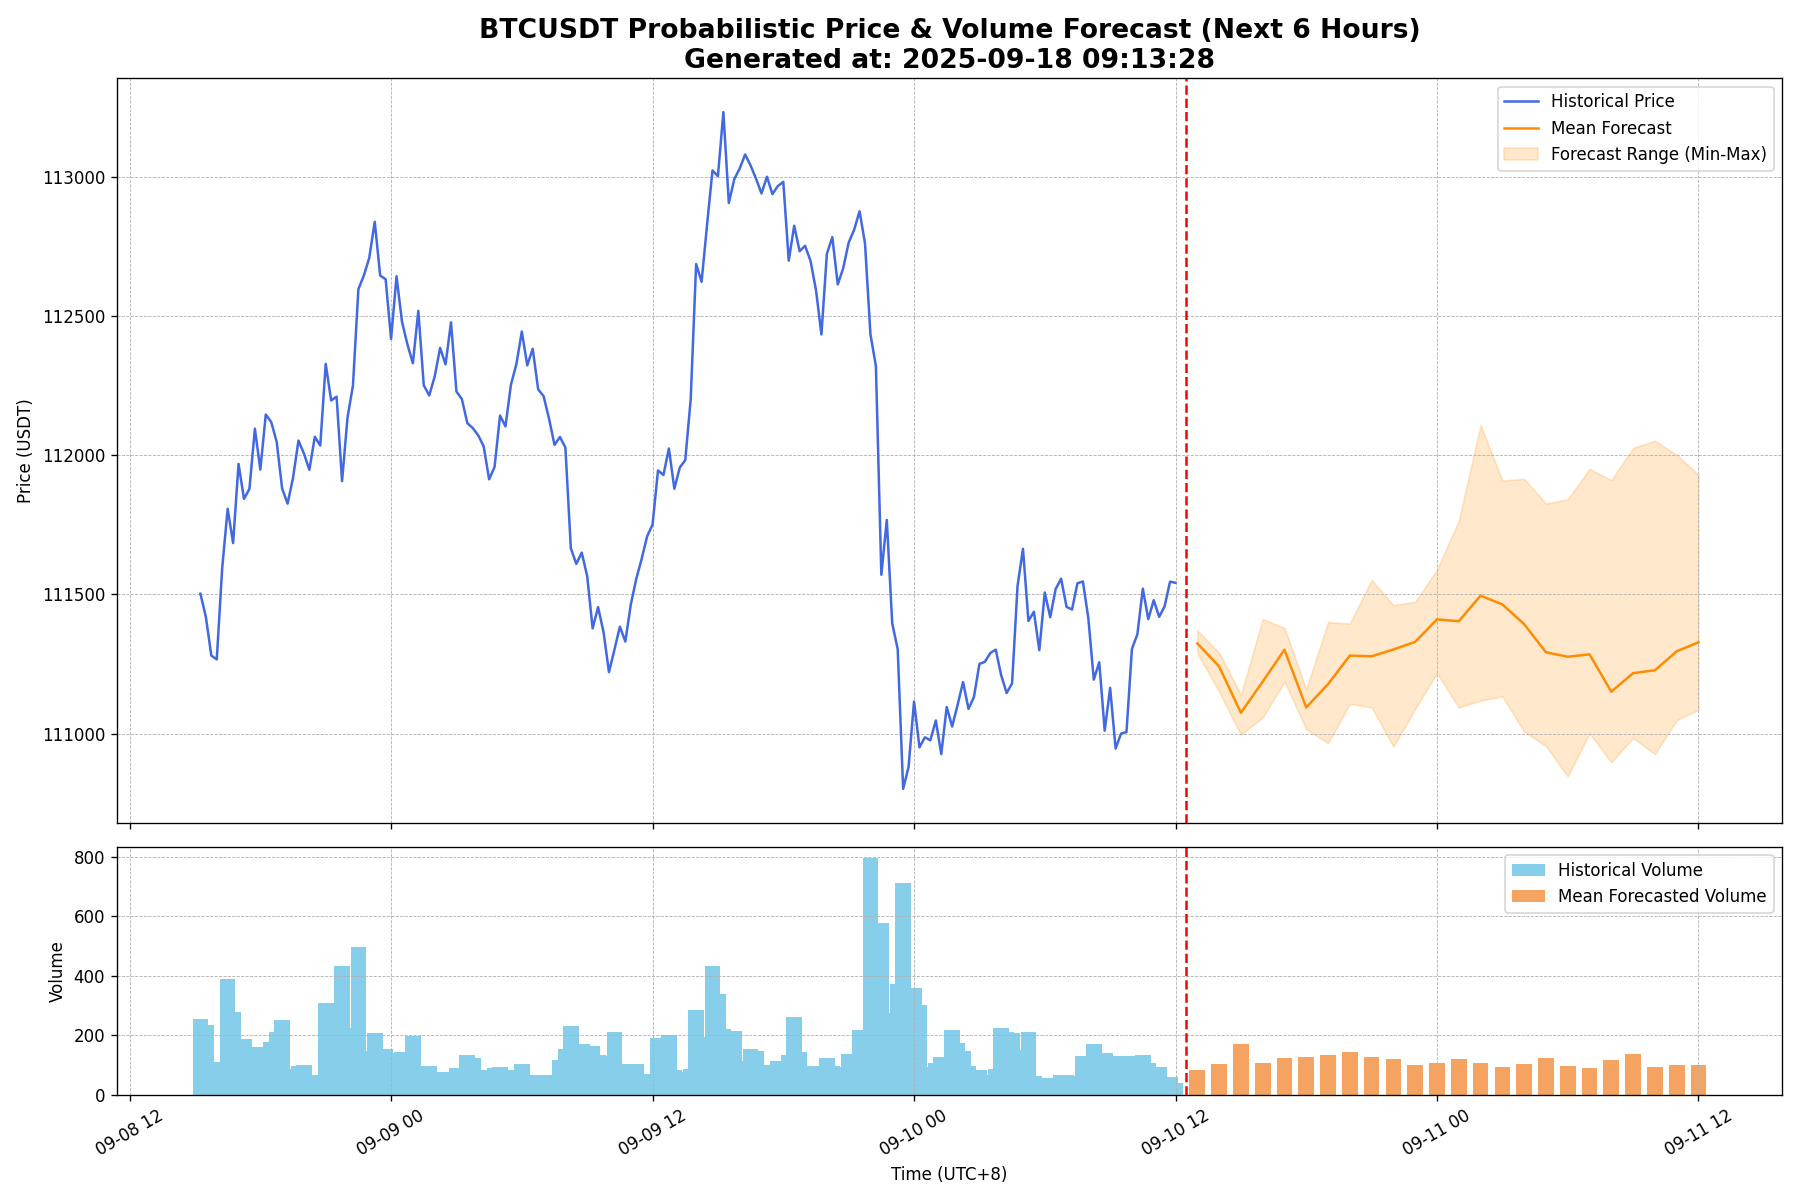 BTCUSDT Probabilistic Price & Volume Forecast (Next 6 Hours)
Generated at: 2025-09-18 09:13:28
Historical Price
Mean Forecast
Forecast Range (Min-Max)
Price (USDT)
113000
112500
112000
111500
111000
Historical Volume
Mean Forecasted Volume
Volume
800
600
400
200
0
09-08 12
09-09 00
09-09 12
09-10 00
09-10 12
09-11 00
09-11 12
Time (UTC+8)